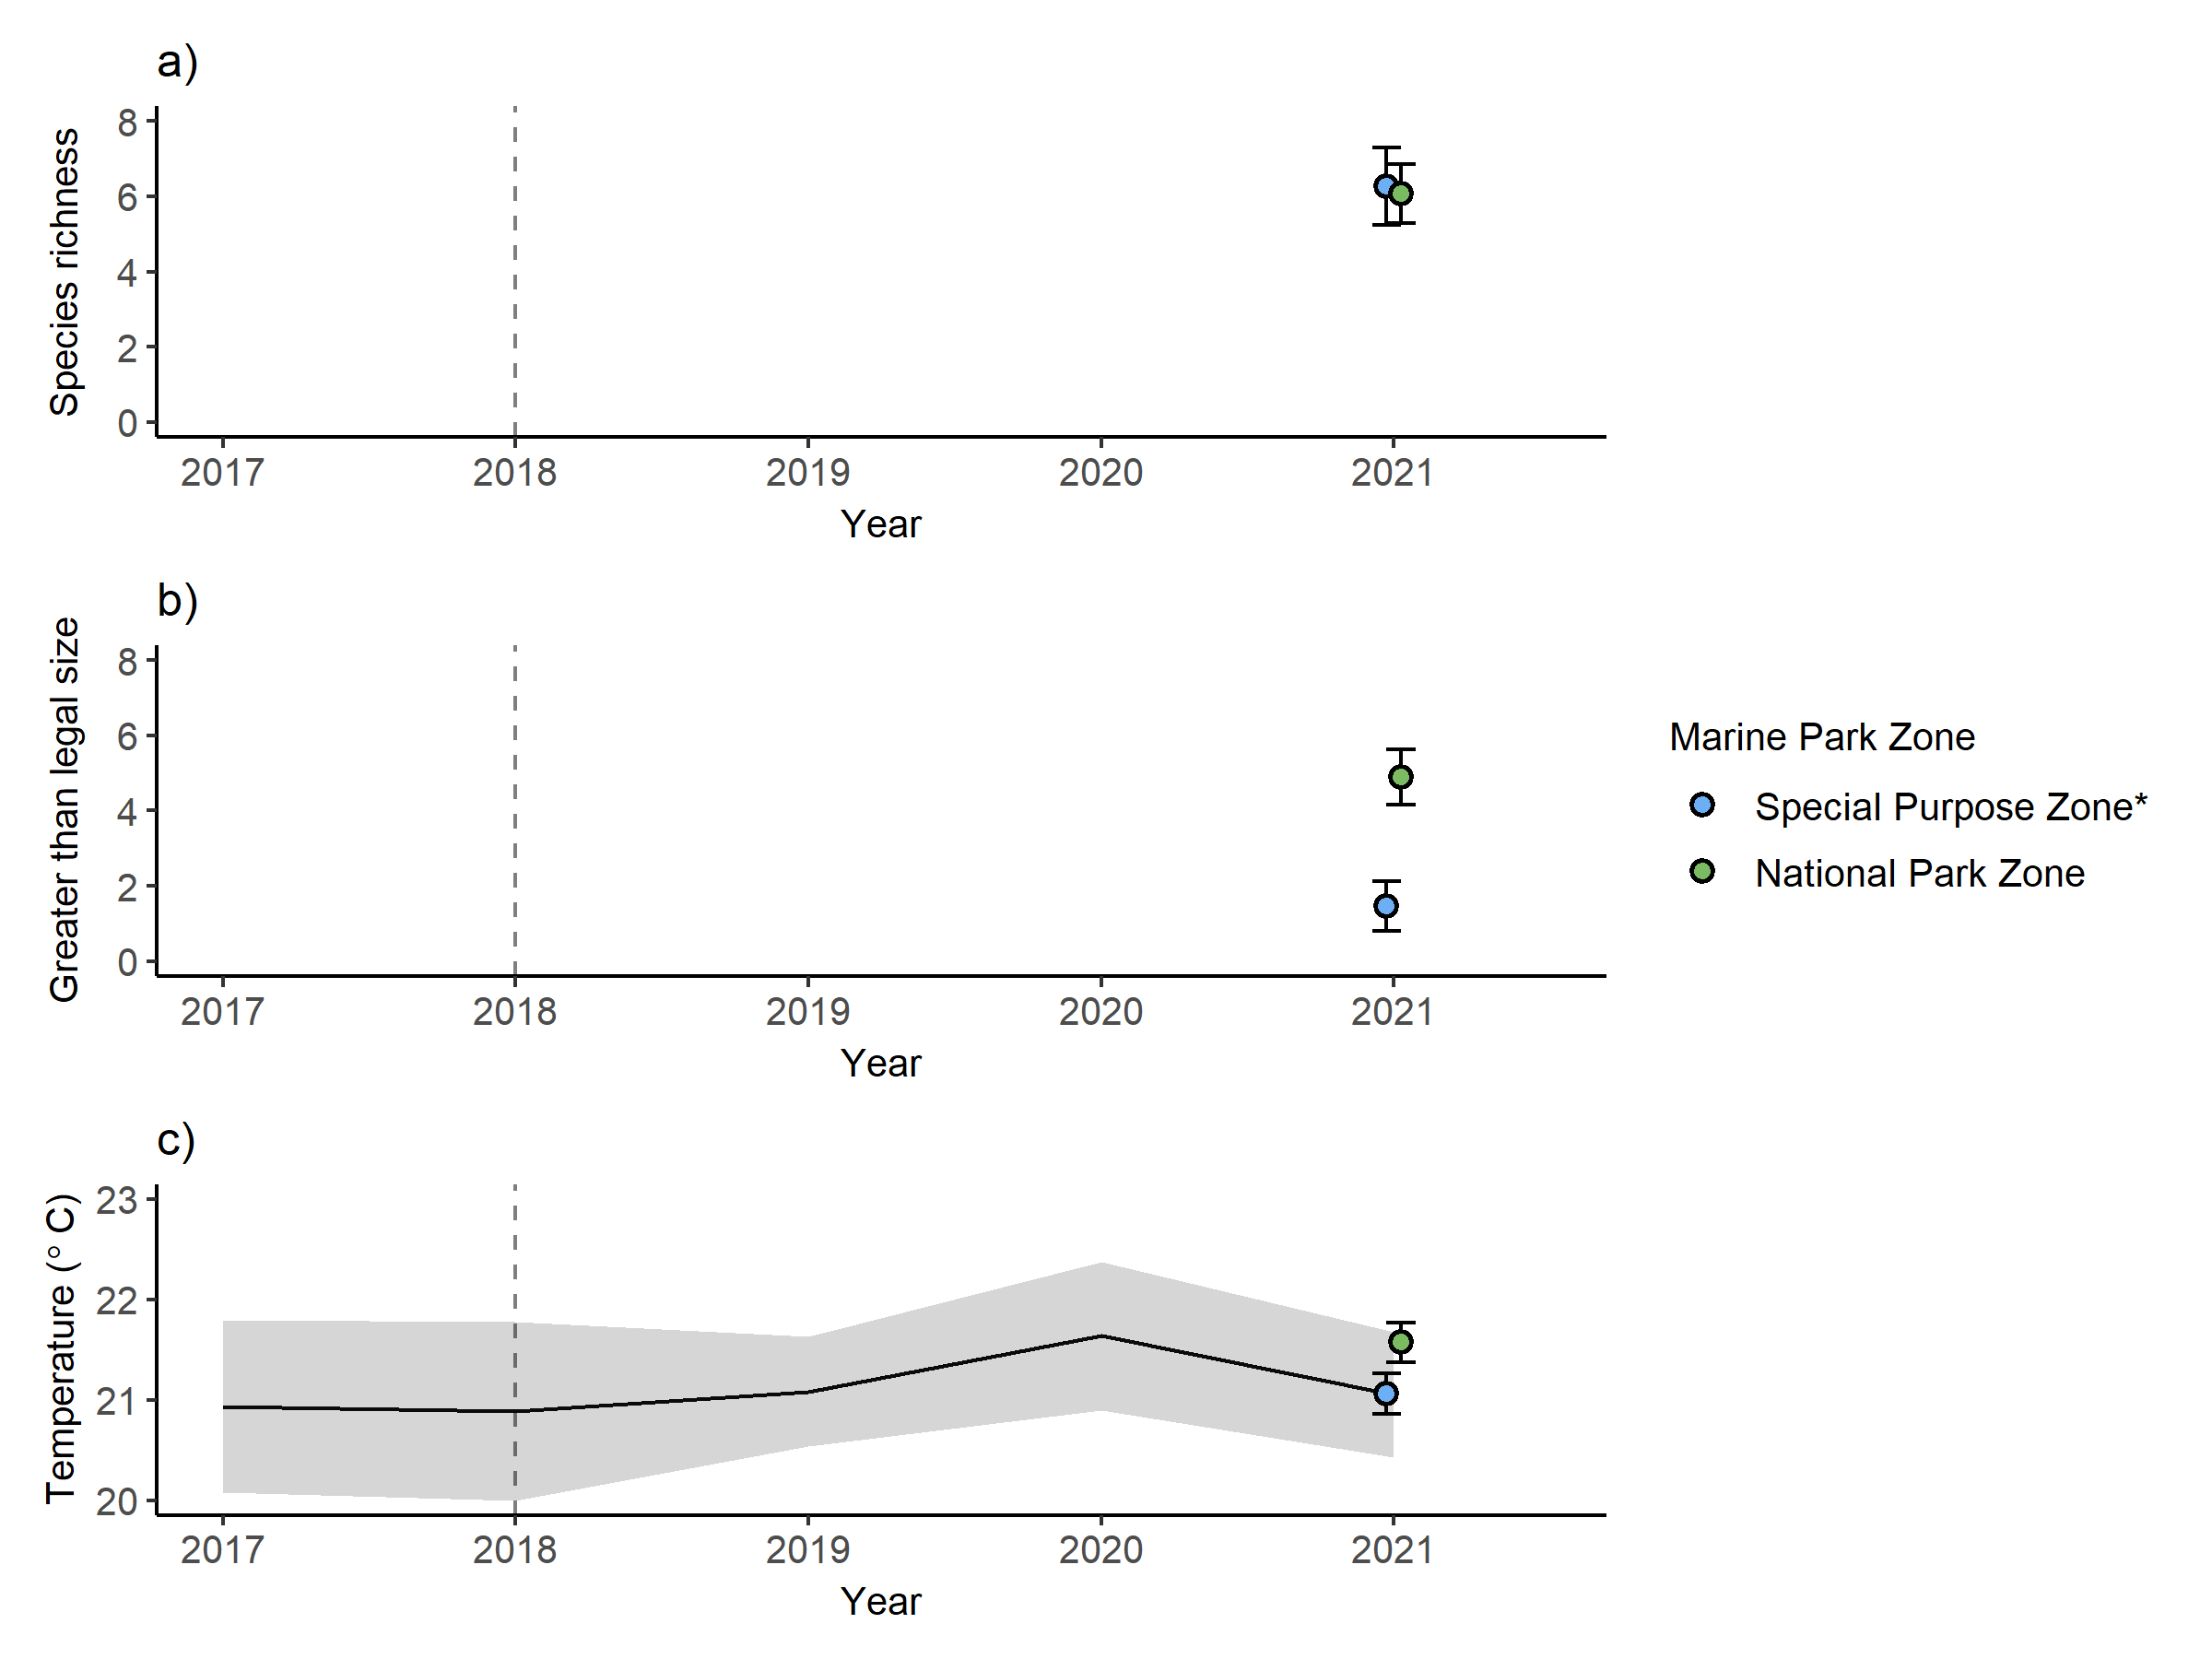 a)
Species richness
8
6
4
2
0
2017 2018 2019 2020 2021
Year
b)
Greater than legal size
8
6
4
2
0
2017 2018 2019 2020 2021
Year
Marine Park Zone
Special Purpose Zone*
National Park Zone
c)
Temperature (° C)
23
22
21
20
2017 2018 2019 2020 2021
Year